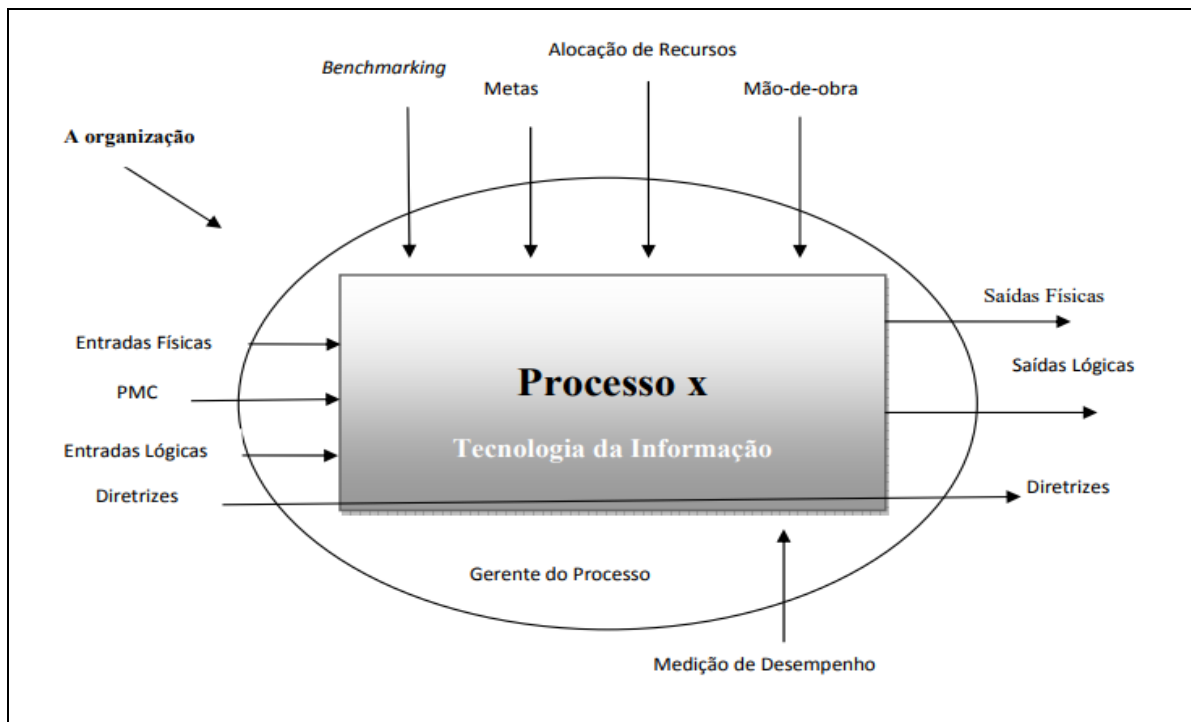 Alocação de Recursos
Benchmarking
Metas
Mão-de-obra
A organização
Saídas Físicas
Entradas Físicas
Saídas Lógicas
Processo x
PMC
Tecnologia da Informação
Entradas Lógicas
Diretrizes
Diretrizes
Gerente do Processo
Medição de Desempenho